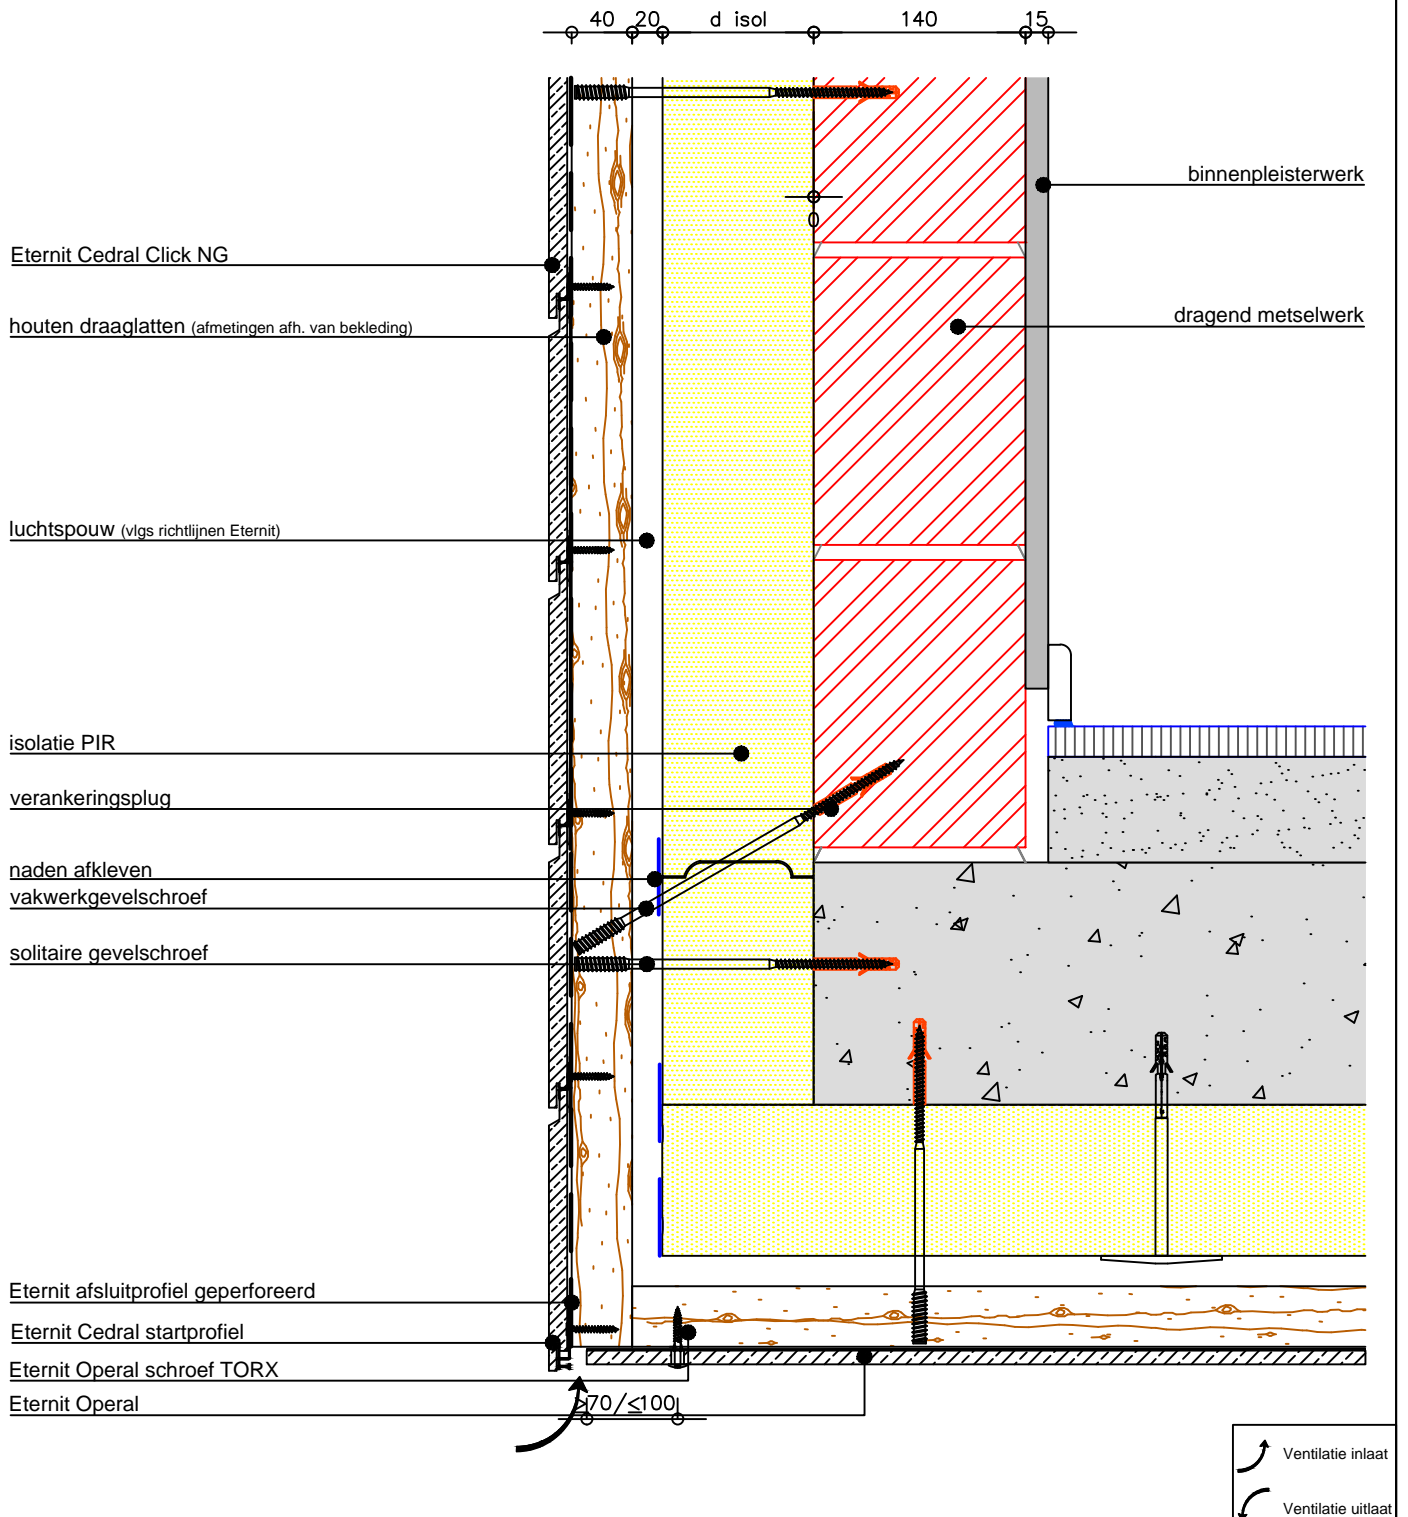 40 20 d isol 140 15
binnenpleisterwerk
0
Eternit Cedral Click NG
dragend metselwerk
houten draaglatten (afmetingen afh. van bekleding)
luchtspouw (vlgs richtlijnen Eternit)
isolatie PIR
verankeringsplug
naden afkleven
vakwerkgevelschroef
solitaire gevelschroef
Eternit afsluitprofiel geperforeerd
Eternit Cedral startprofiel
Eternit Operal schroef TORX
Eternit Operal
≥70/≤100
Ventilatie inlaat
Ventilatie uitlaat